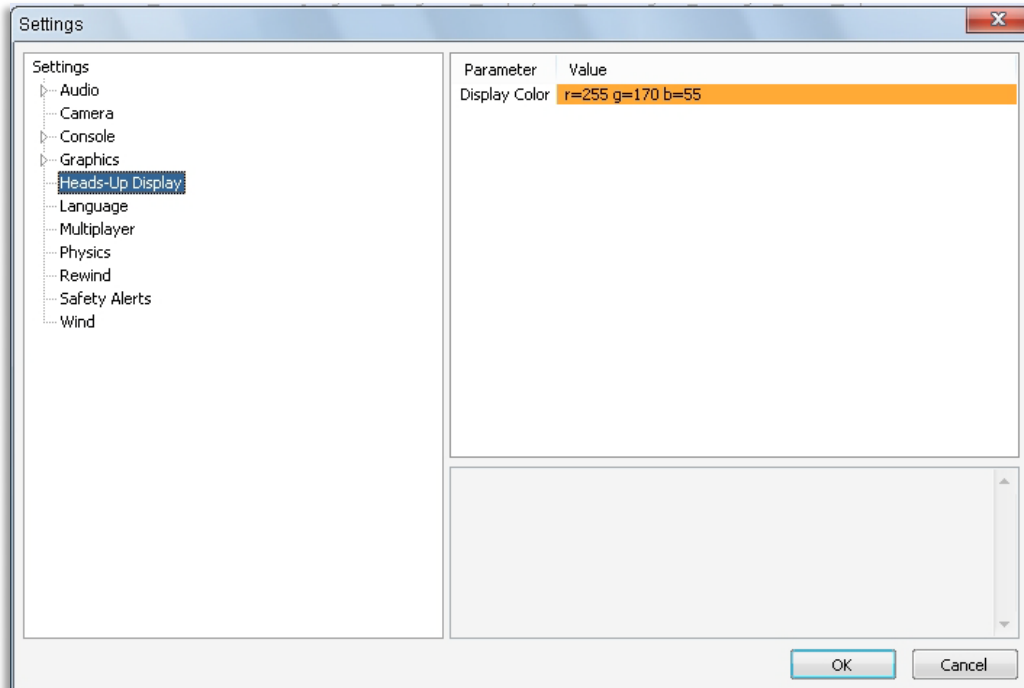 Settings
Settings
Audio
Camera
Console
Graphics
Heads-Up Display
Language
Multiplayer
Physics
Rewind
Safety Alerts
Wind
Parameter Value
Display Color r=255 g=170 b=55
OK Cancel